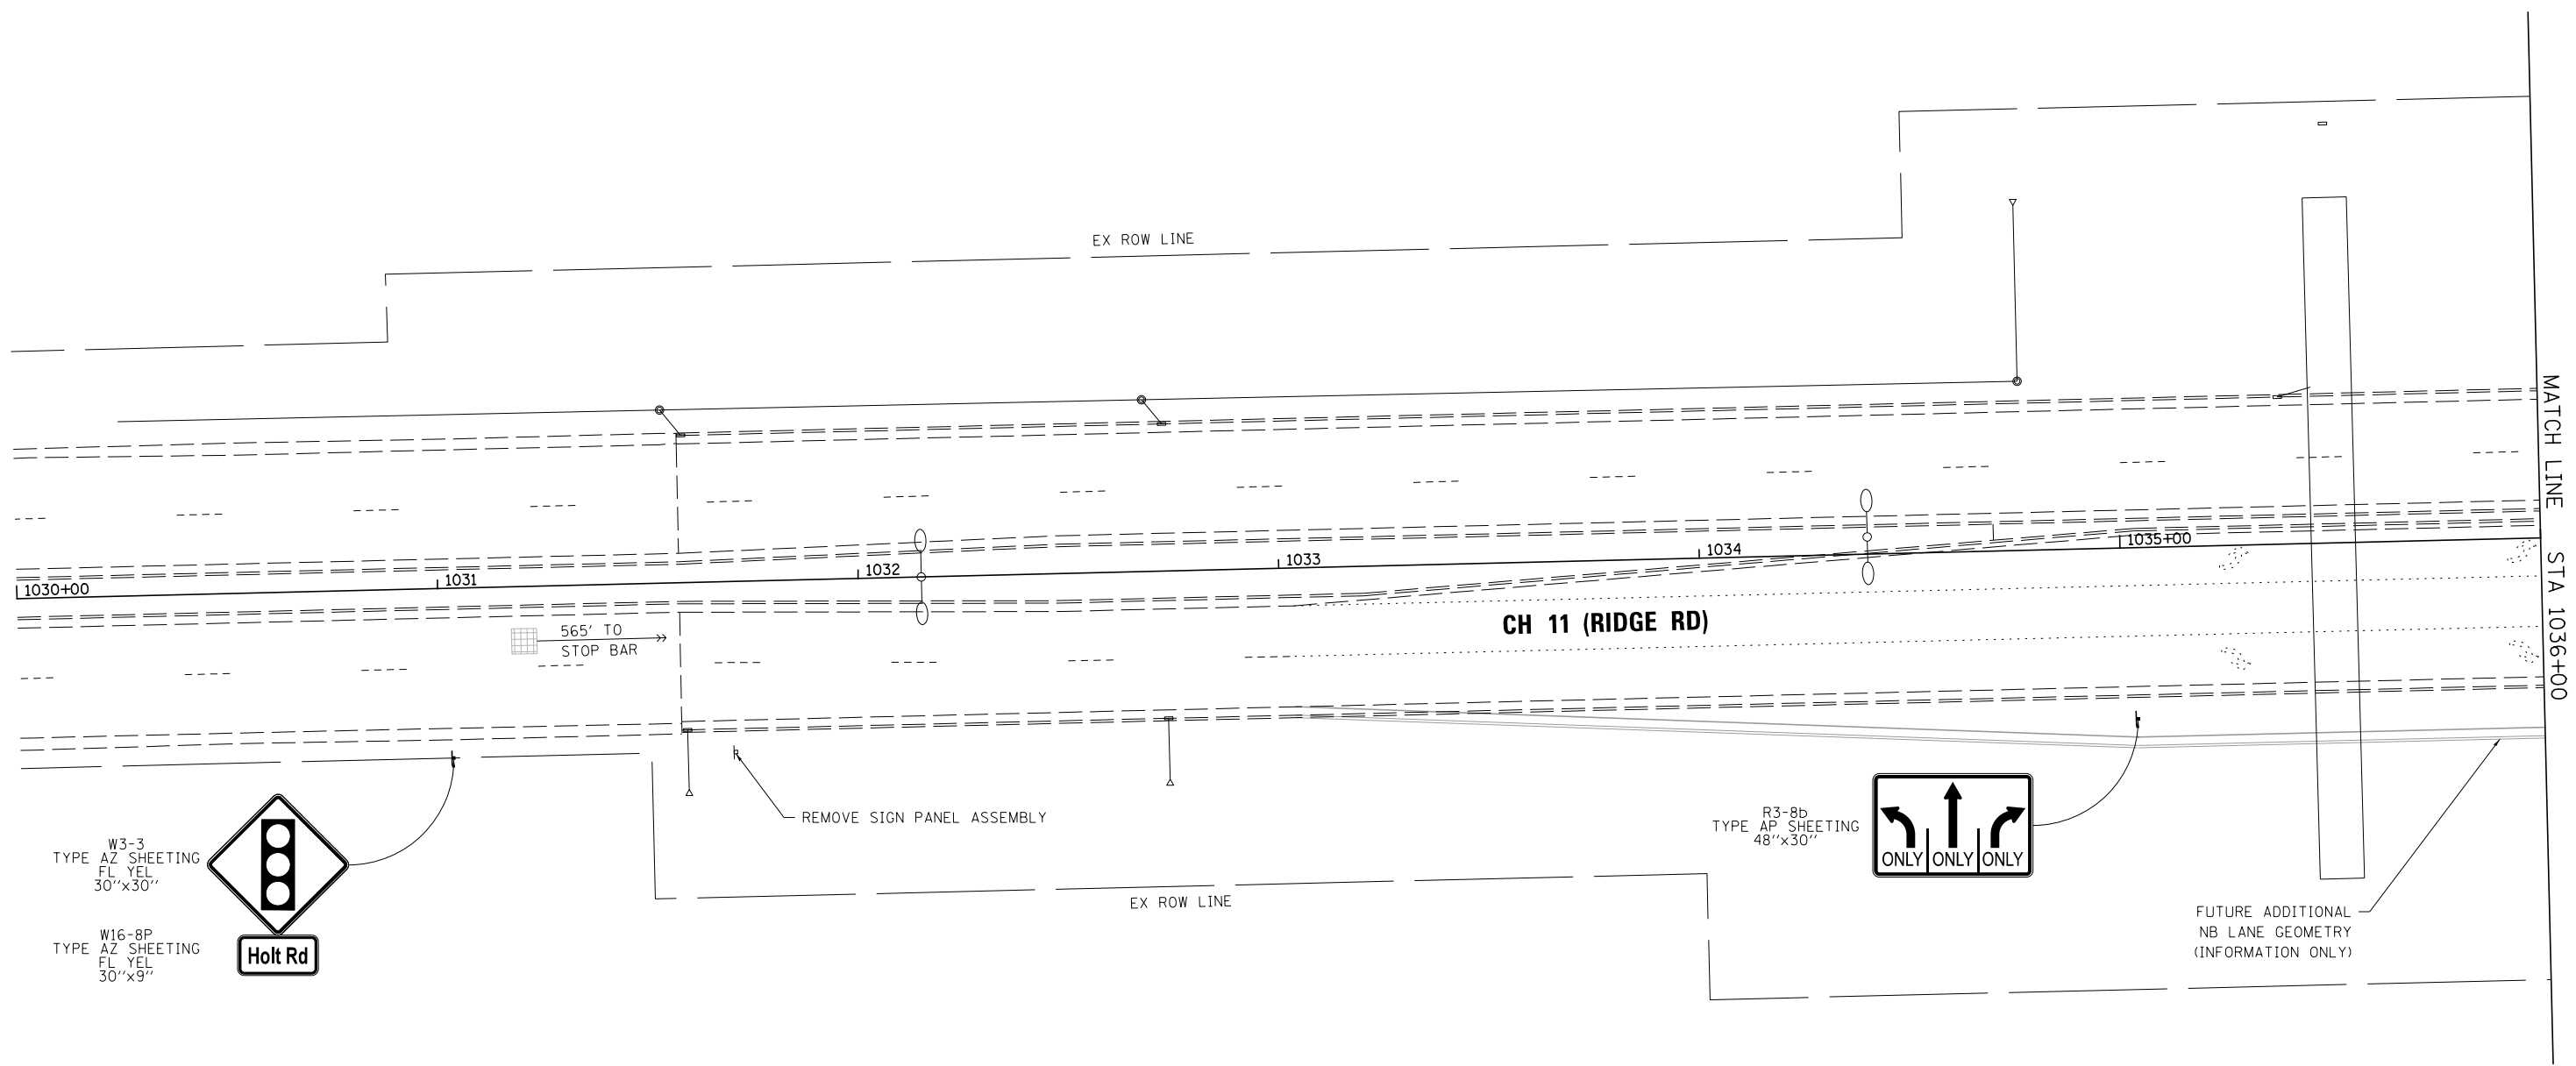 EX ROW LINE
MATCH LINE STA 1036+00
1030+00
1031
1032
1033
1034
1035+00
565' TO
STOP BAR
CH 11 (RIDGE RD)
REMOVE SIGN PANEL ASSEMBLY
W3-3
TYPE AZ SHEETING
FL YEL
30''x30''
W16-8P
TYPE AZ SHEETING
FL YEL
30''x9''
Holt Rd
EX ROW LINE
R3-8b
TYPE AP SHEETING
48''x30''
ONLY ONLY ONLY
FUTURE ADDITIONAL
NB LANE GEOMETRY
(INFORMATION ONLY)